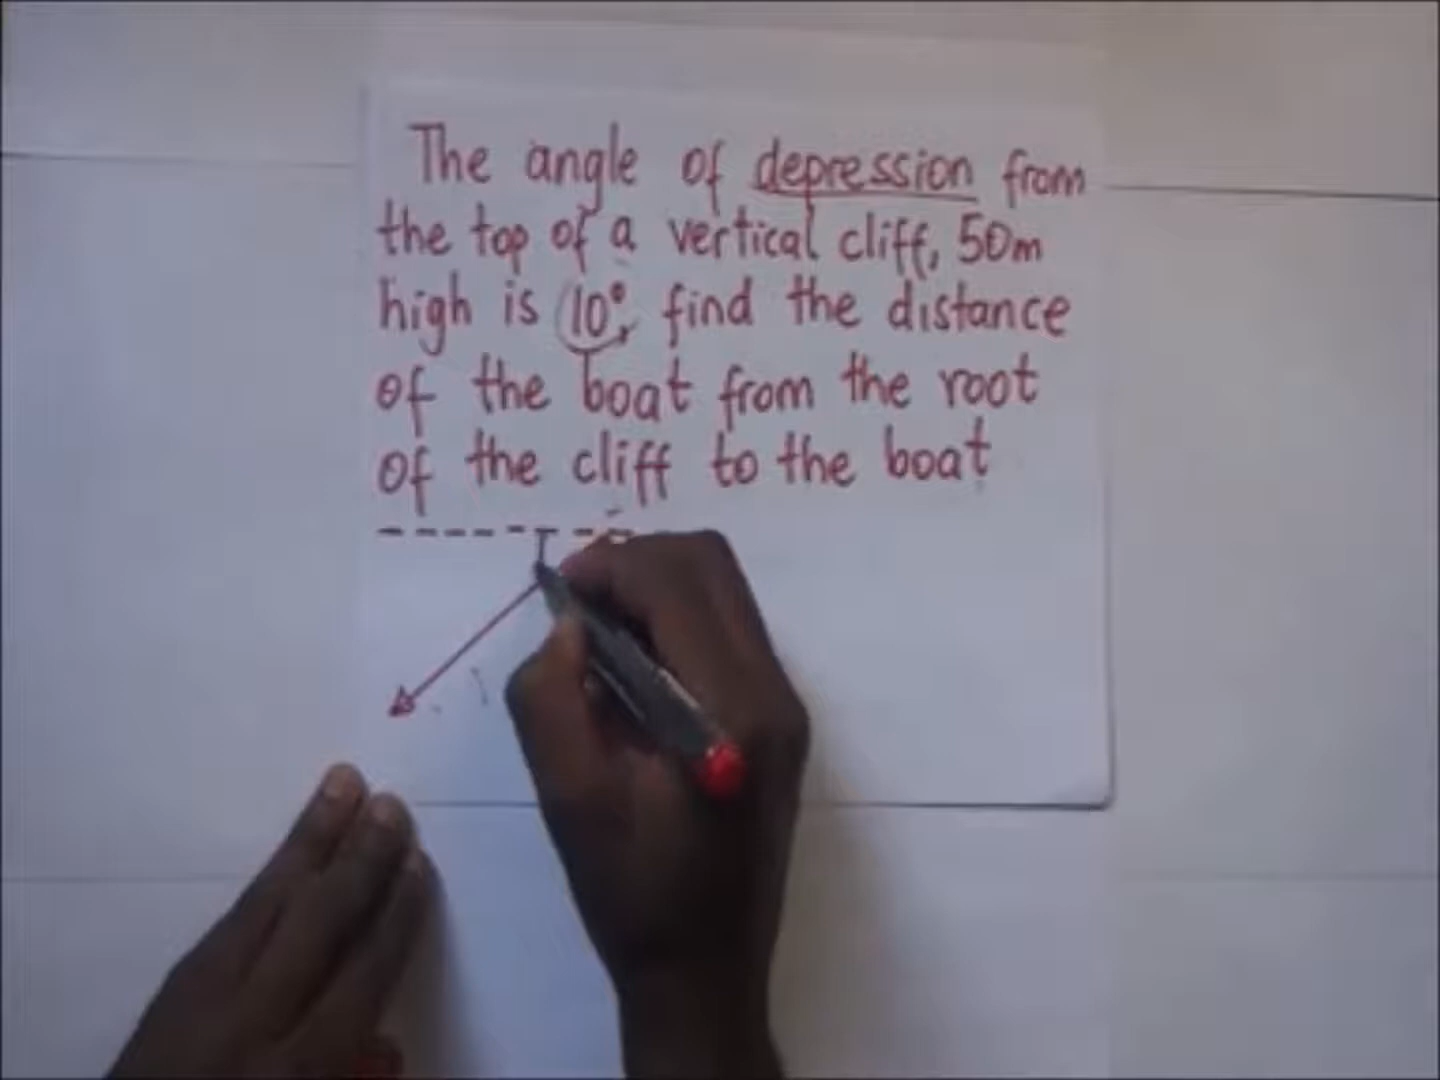 The angle of depression from
the top of a vertical cliff, 50m
high is 10°, find the distance
of the boat from the root
of the cliff to the boat